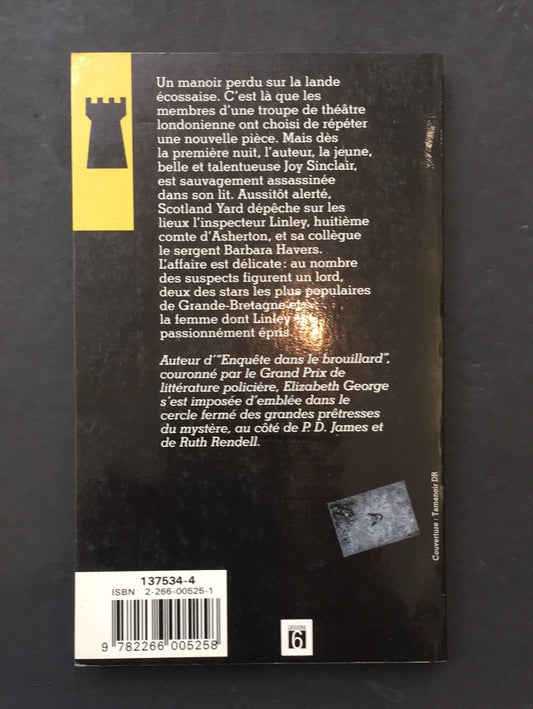 Un manoir perdu sur la lande
écossaise. C'est là que les
membres d'une troupe de théâtre
londonienne ont choisi de répéter
une nouvelle pièce. Mais dès
la première nuit, l'auteur, la jeune,
belle et talentueuse Joy Sinclair,
est sauvagement assassinée
dans son lit. Aussitôt alerté,
Scotland Yard dépêche sur les
lieux l'inspecteur Linley, huitième
comte d'Asherton, et sa collègue
le sergent Barbara Havers.
L'affaire est délicate : au nombre
des suspects figurent un lord,
deux des stars les plus populaires
de Grande-Bretagne et
la femme dont Linley
passionnément épris.
Auteur d'"Enquête dans le brouillard",
couronné par le Grand Prix de
littérature policière, Elizabeth George
s'est imposée d'emblée dans le
cercle fermé des grandes prêtresses
du mystère, au côté de P. D. James et
de Ruth Rendell.
Couverture : Tamanoir DR
137534-4
ISBN 2-266-00525-1
9 782266 005258
CATÉGORIE
6